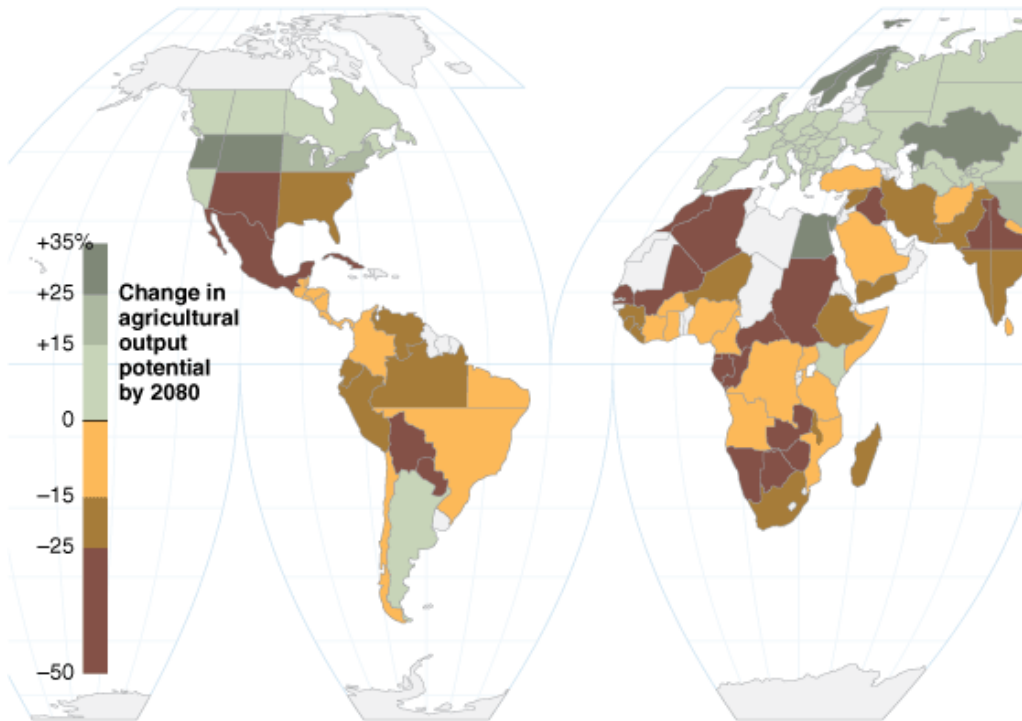 +35%
+25
+15
0
−15
−25
−50
Change in
agricultural
output
potential
by 2080